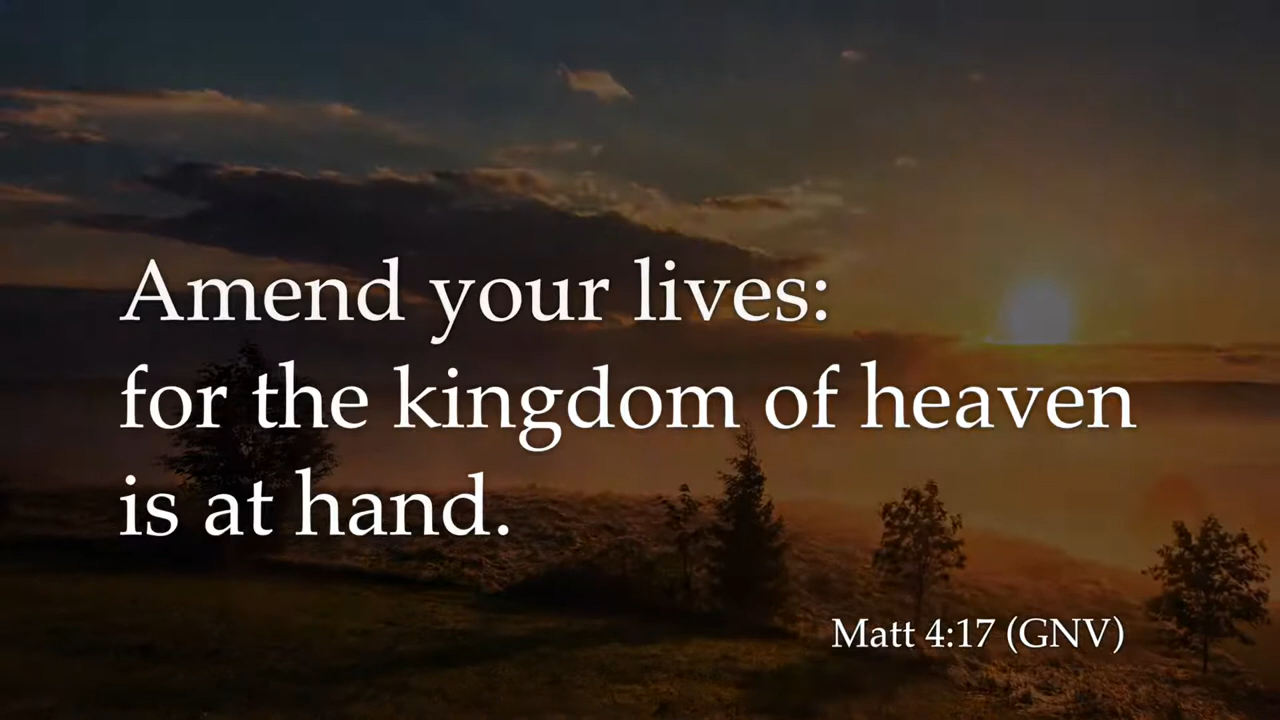 Amend your lives:
for the kingdom of heaven
is at hand.
Matt 4:17 (GNV)